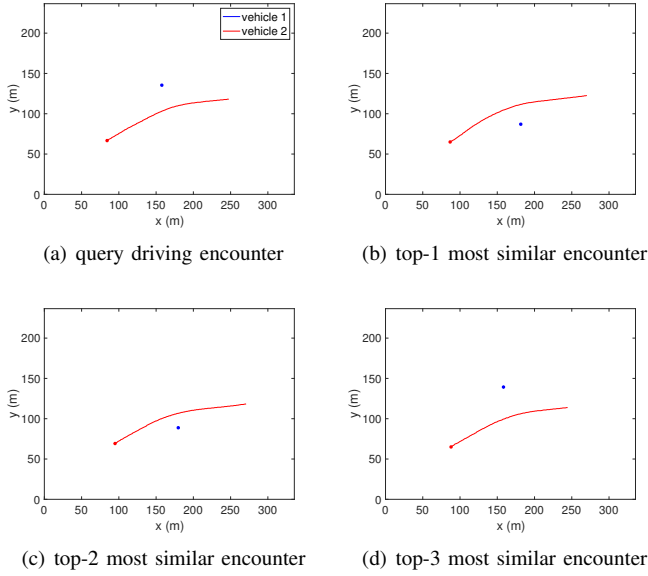 vehicle 1
vehicle 2
y (m)
200
150
100
50
0
0 50 100 150 200 250 300
x (m)
(a) query driving encounter
y (m)
200
150
100
50
0
0 50 100 150 200 250 300
x (m)
(b) top-1 most similar encounter
y (m)
200
150
100
50
0
0 50 100 150 200 250 300
x (m)
(c) top-2 most similar encounter
y (m)
200
150
100
50
0
0 50 100 150 200 250 300
x (m)
(d) top-3 most similar encounter